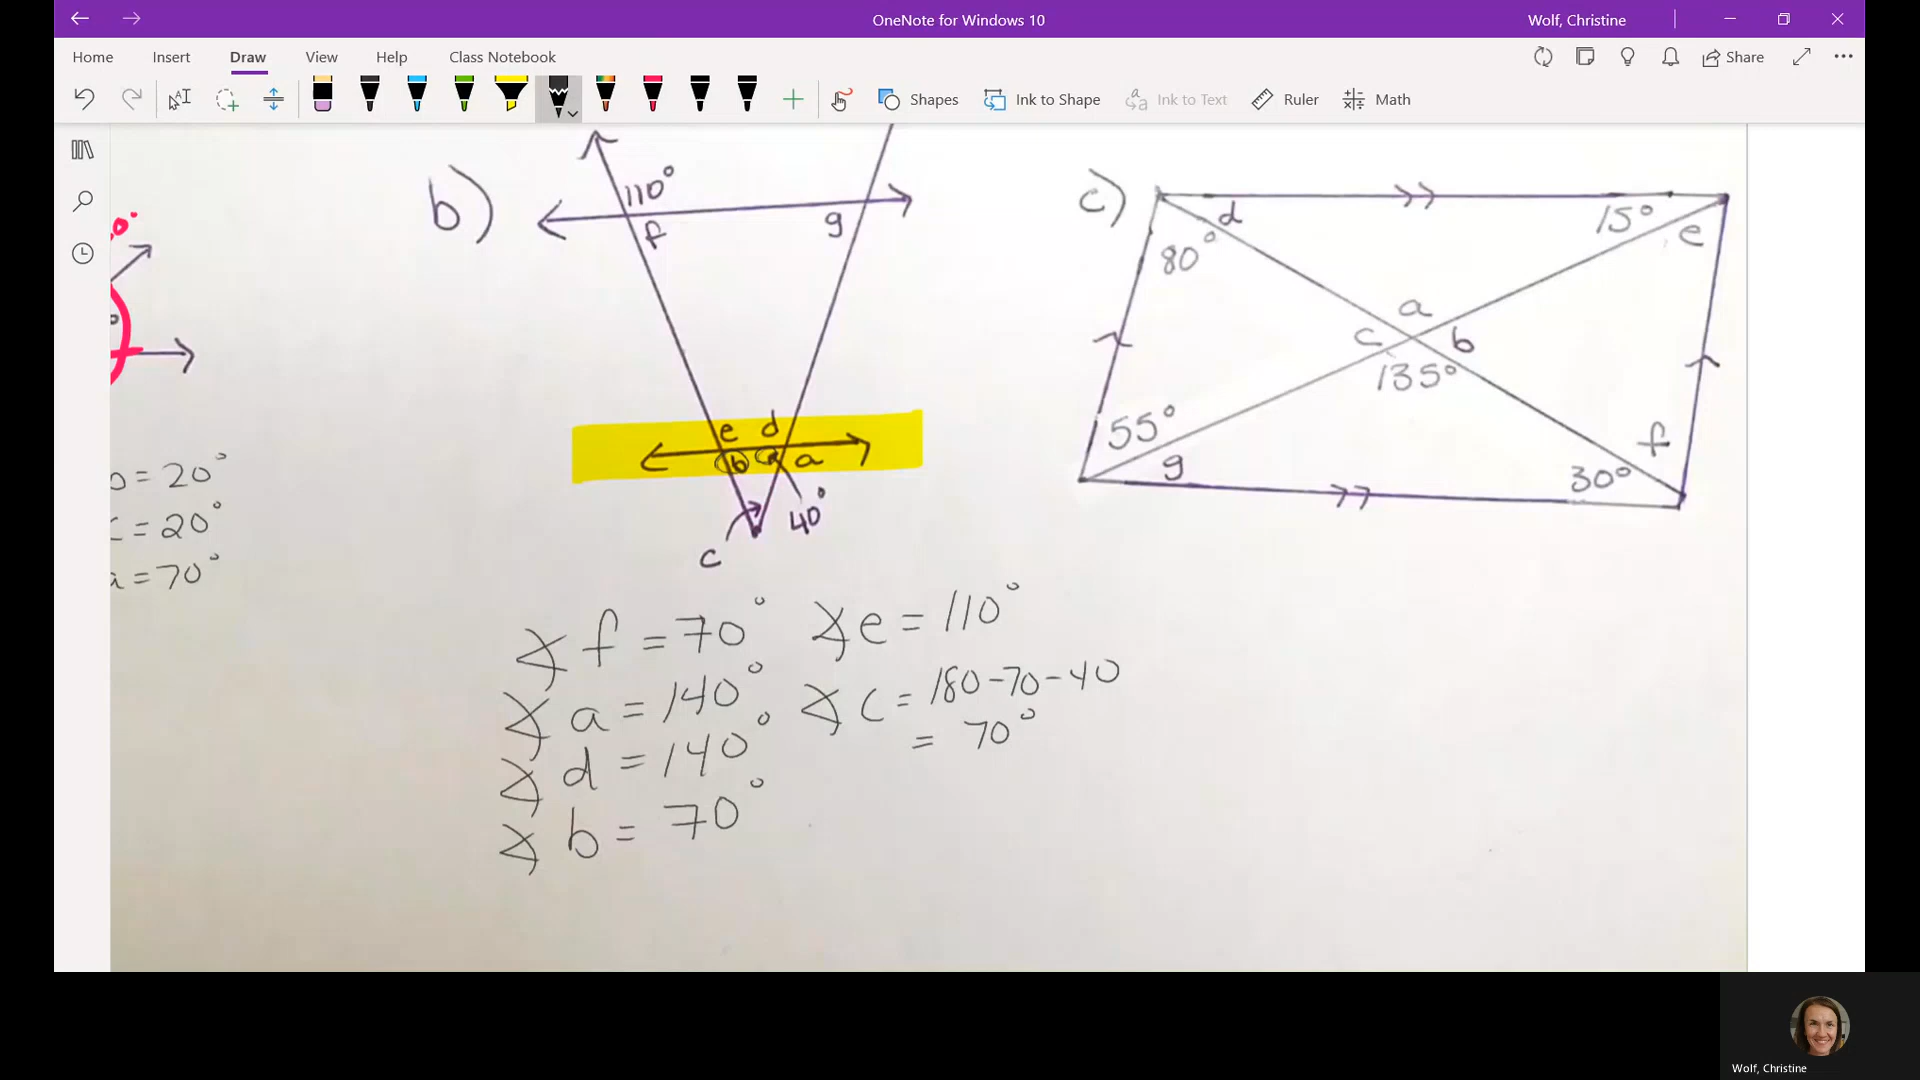 OneNote for Windows 10
Wolf, Christine
Home Insert Draw View Help Class Notebook
Share
Shapes Ink to Shape Ink to Text Ruler Math
b)
110°
f
g
e d
b a
40°
c
c)
d
15°
e
80°
a
c b
135°
55°
f
g
30°
= 20°
= 20°
= 70°
∡ f = 70° ∡ e = 110°
∡ a = 140° ∡ c = 180-70-40
= 70°
∡ d = 140°
∡ b = 70°
Wolf, Christine